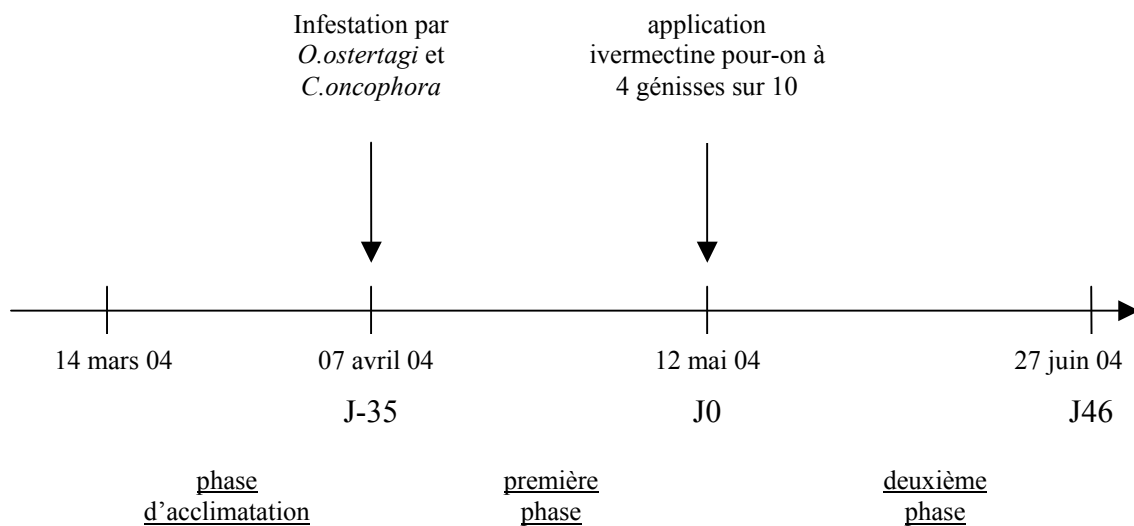 Infestation par
O.ostertagi et
C.oncophora
application
ivermectine pour-on à
4 génisses sur 10
14 mars 04
07 avril 04
12 mai 04
27 juin 04
J-35
J0
J46
phase
d’acclimatation
première
phase
deuxième
phase